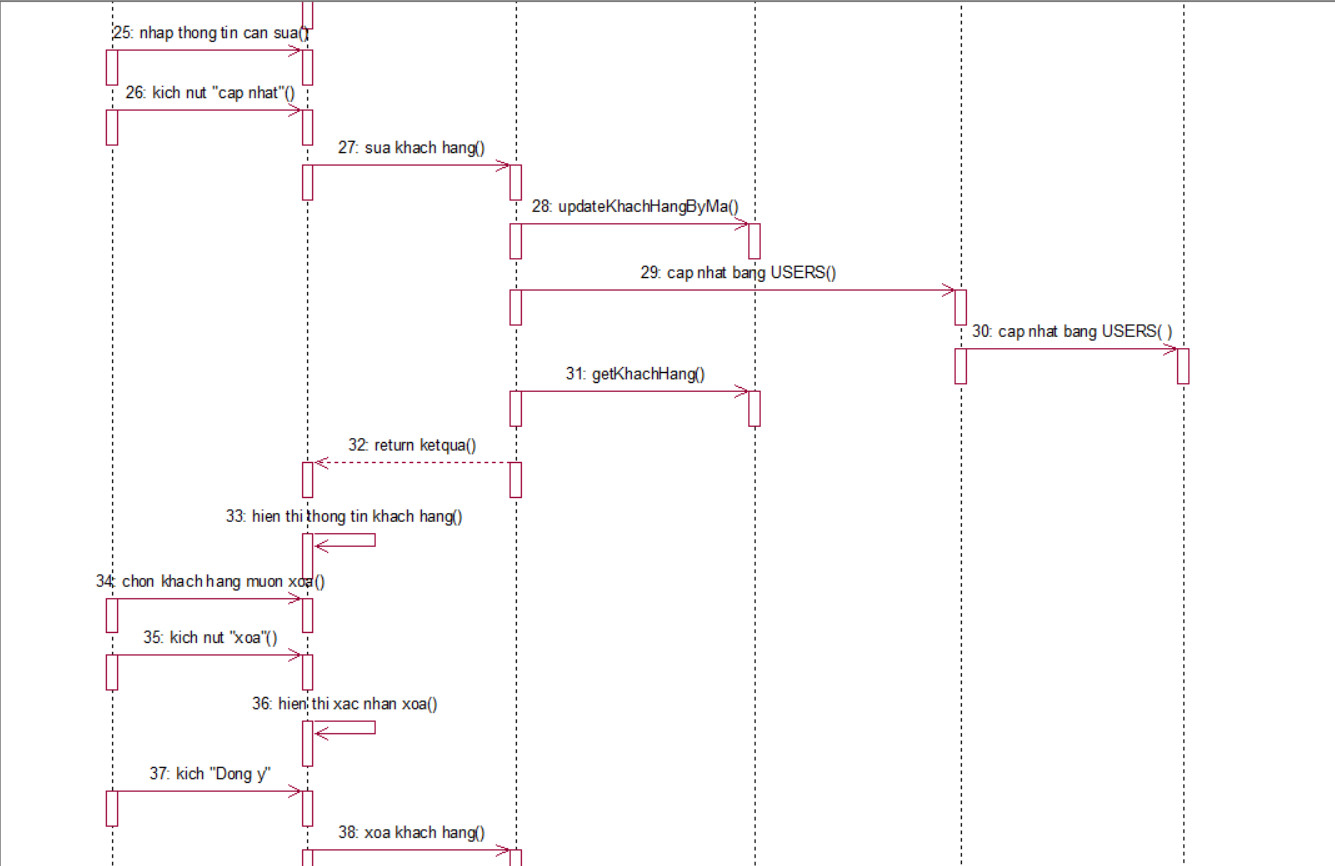 25: nhap thong tin can sua()
26: kich nut "cap nhat"()
27: sua khach hang()
28: updateKhachHangByMa()
29: cap nhat bang USERS()
30: cap nhat bang USERS( )
31: getKhachHang()
32: return ketqua()
33: hien thi thong tin khach hang()
34: chon khach hang muon xoa()
35: kich nut "xoa"()
36: hien thi xac nhan xoa()
37: kich "Dong y"
38: xoa khach hang()